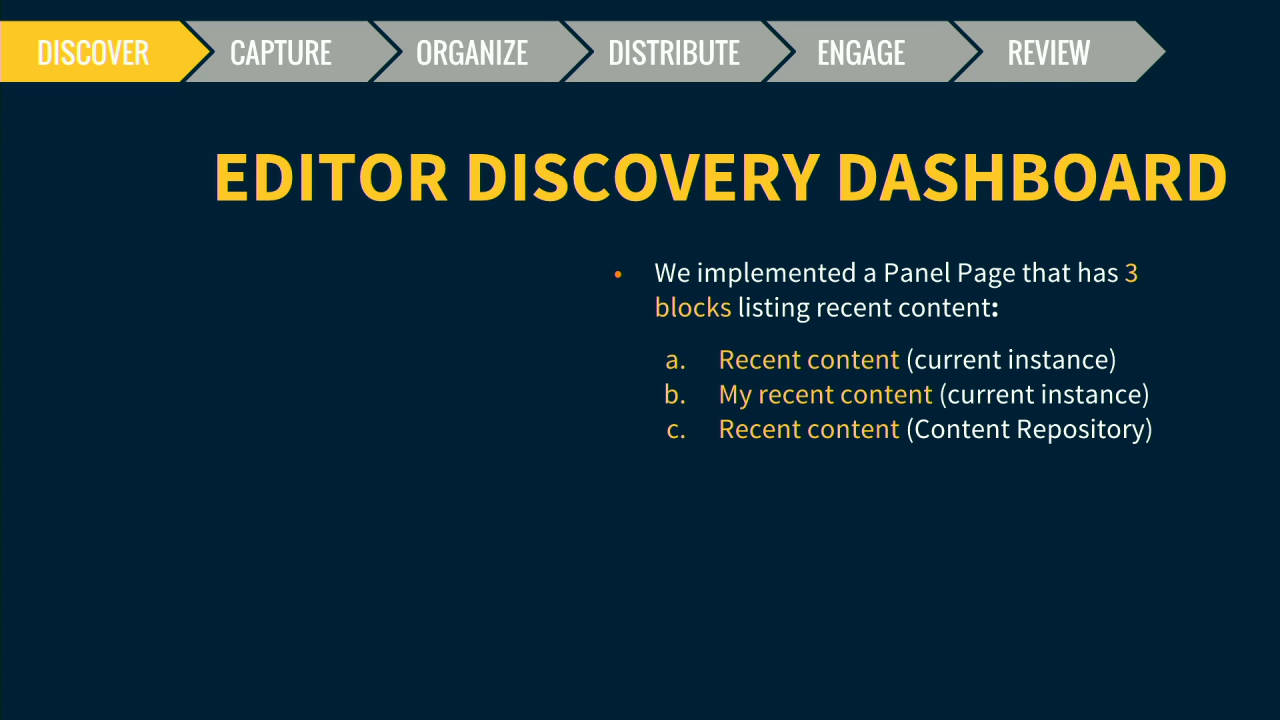 DISCOVER CAPTURE ORGANIZE DISTRIBUTE ENGAGE REVIEW
EDITOR DISCOVERY DASHBOARD
• We implemented a Panel Page that has 3
blocks listing recent content:
a. Recent content (current instance)
b. My recent content (current instance)
c. Recent content (Content Repository)